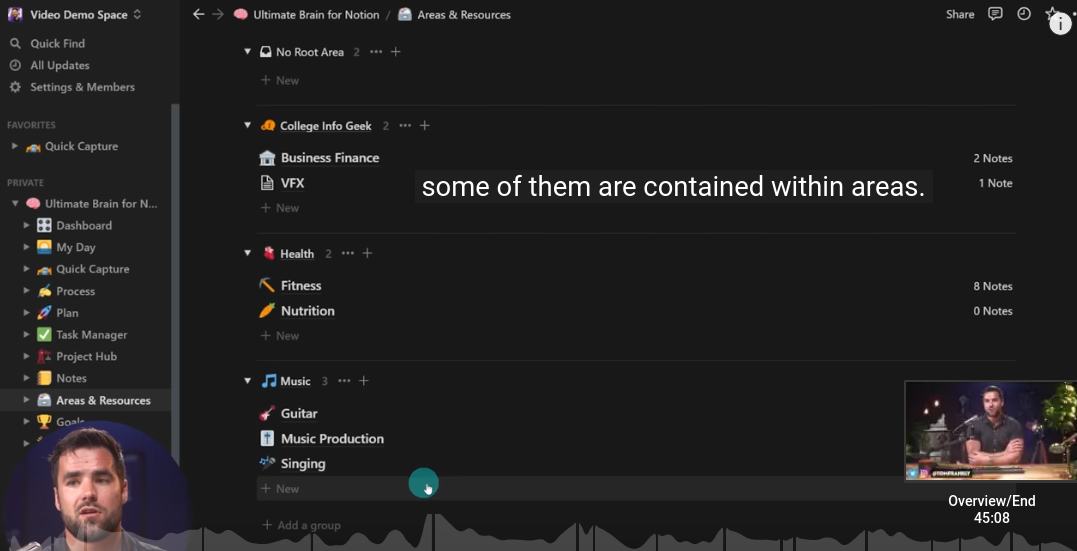 Video Demo Space
Quick Find
All Updates
Settings & Members
FAVORITES
Quick Capture
PRIVATE
Ultimate Brain for N...
Dashboard
My Day
Quick Capture
Process
Plan
Task Manager
Project Hub
Notes
Areas & Resources
Goals
Ultimate Brain for Notion / Areas & Resources
Share
i
No Root Area 2
+ New
College Info Geek 2
Business Finance 2 Notes
VFX 1 Note
some of them are contained within areas.
+ New
Health 2
Fitness 8 Notes
Nutrition 0 Notes
+ New
Music 3
Guitar
Music Production
Singing
+ New
+ Add a group
@TOMFRANKLY
Overview/End
45:08